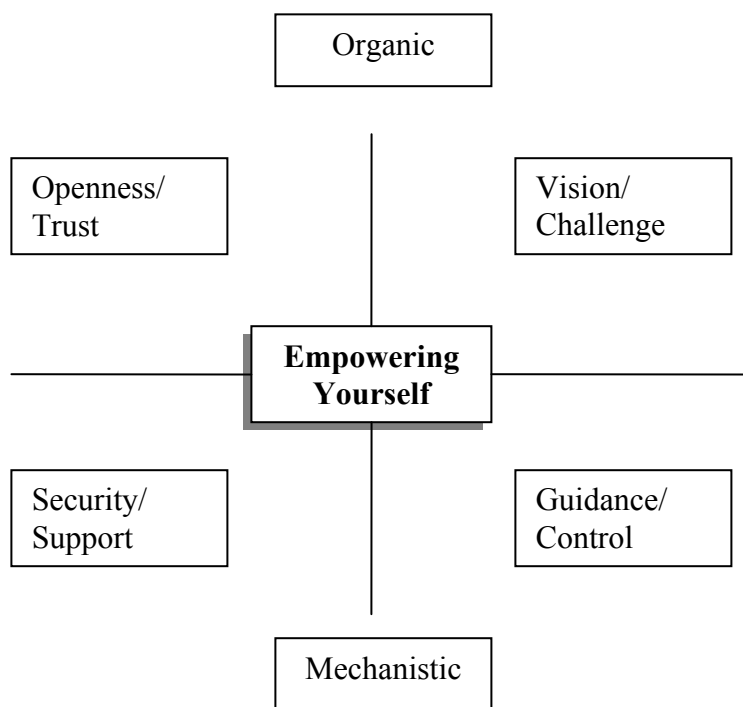 Organic
Openness/
Trust
Vision/
Challenge
Empowering
Yourself
Security/
Support
Guidance/
Control
Mechanistic